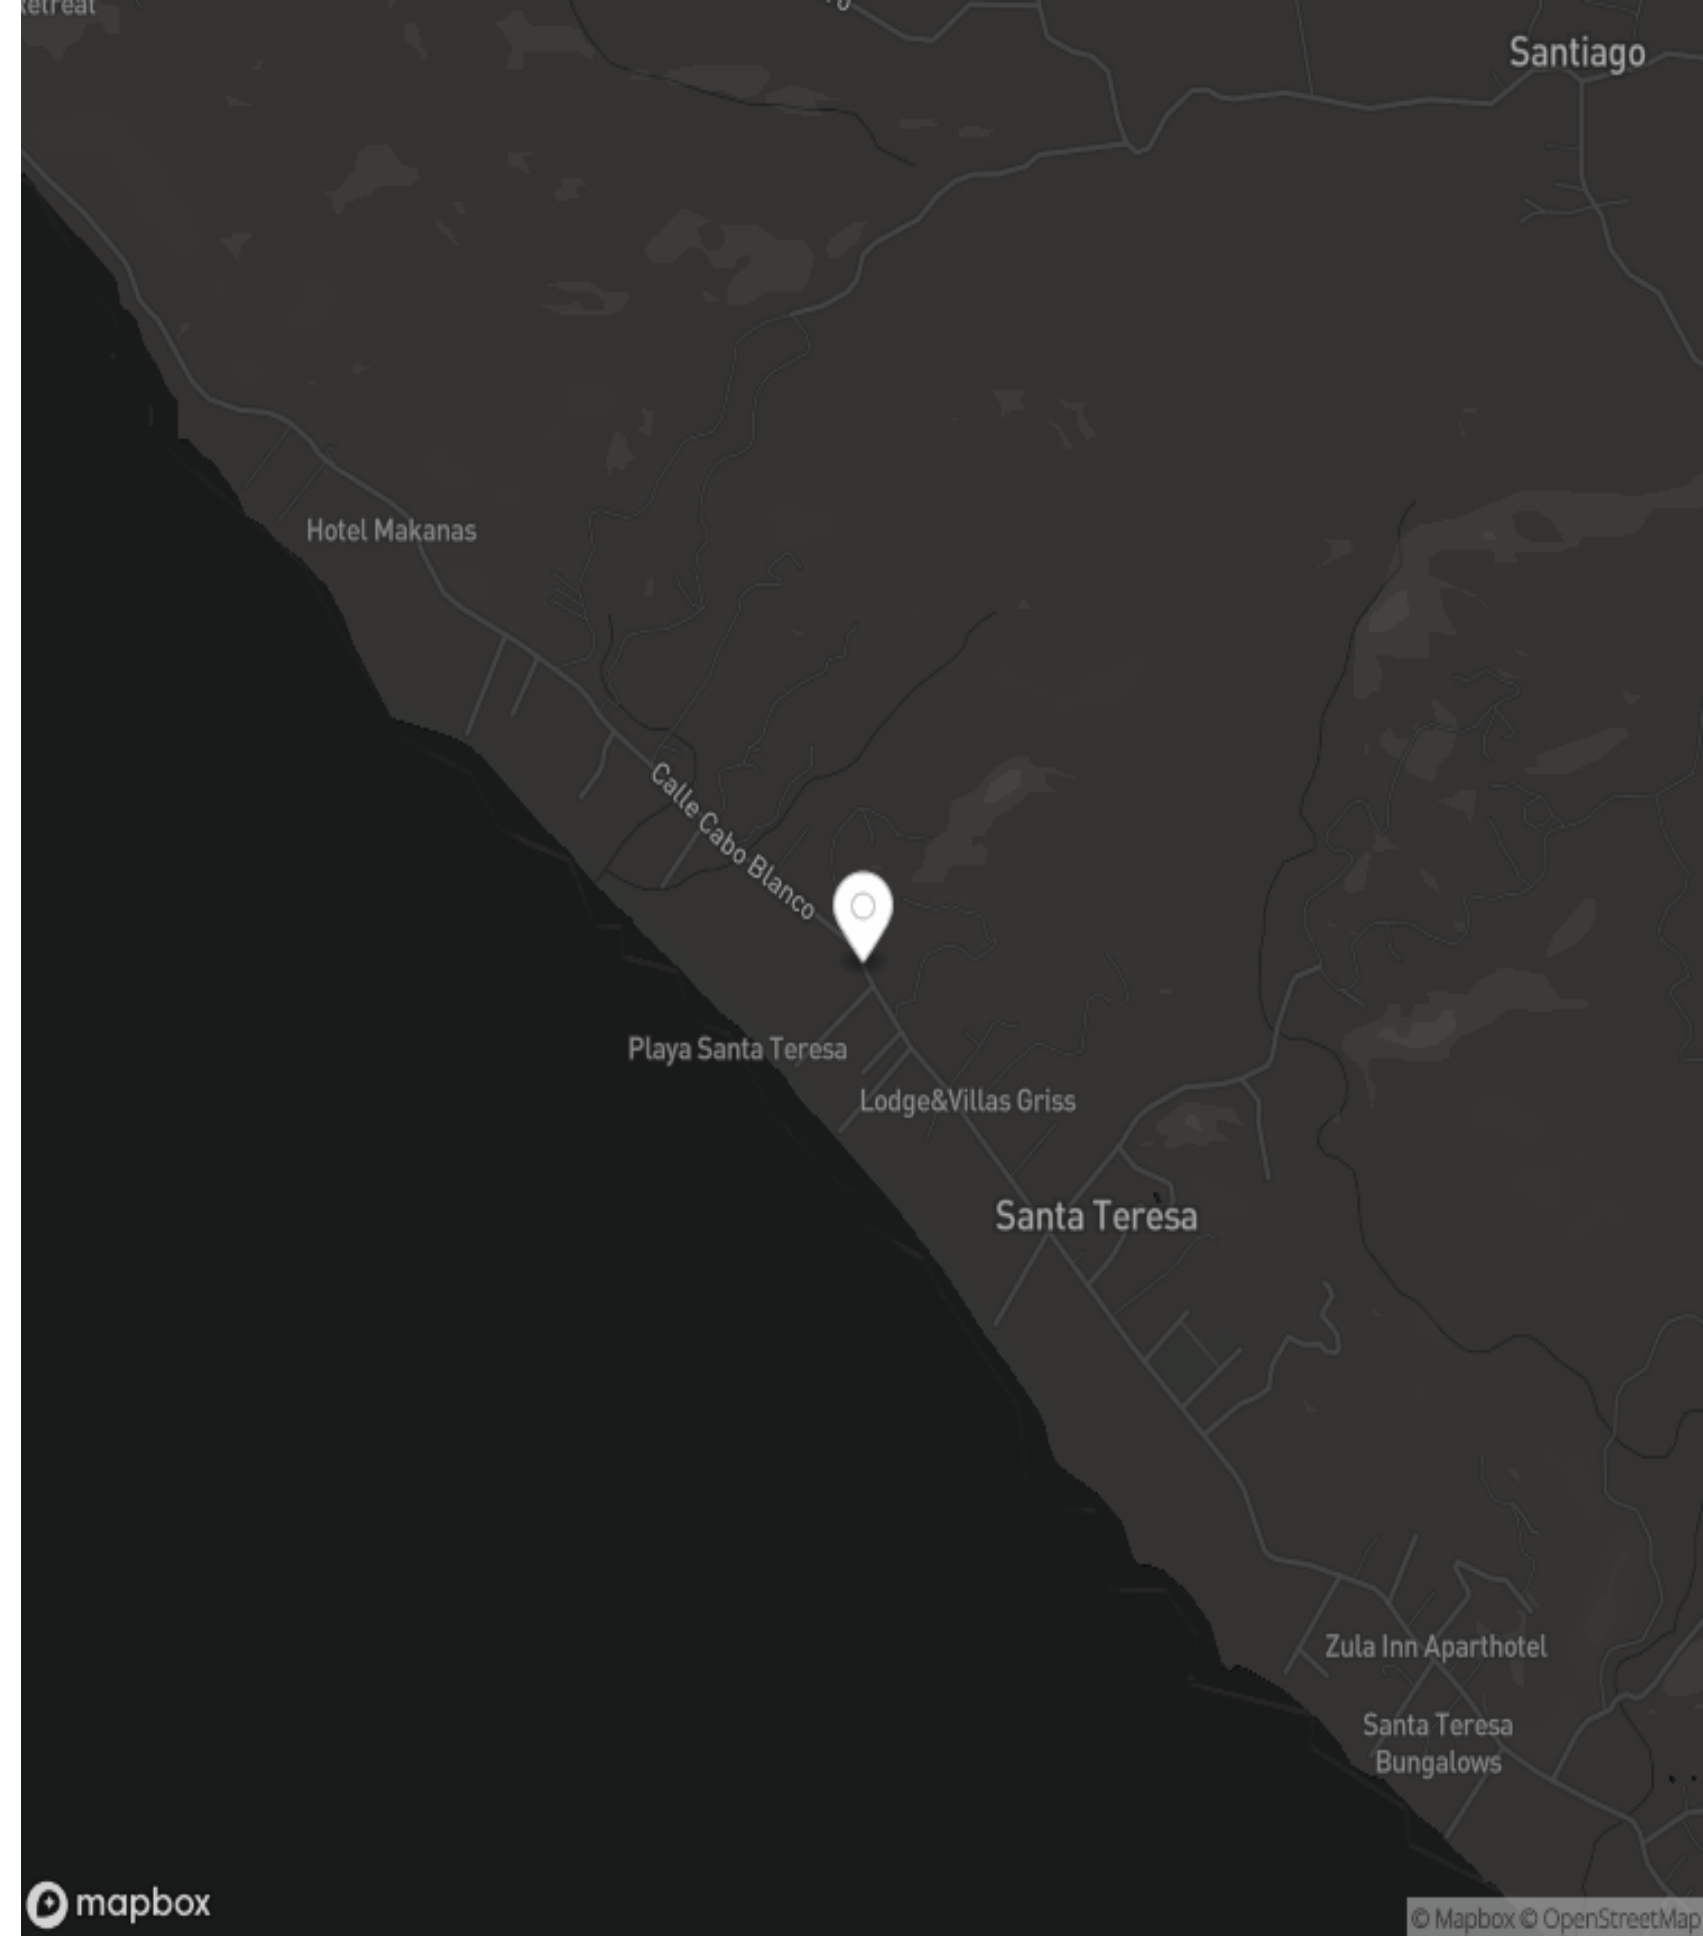 Santiago
Hotel Makanas
Calle Cabo Blanco
Playa Santa Teresa
Lodge&Villas Griss
Santa Teresa
Zula Inn Aparthotel
Santa Teresa
Bungalows
mapbox
© Mapbox © OpenStreetMap